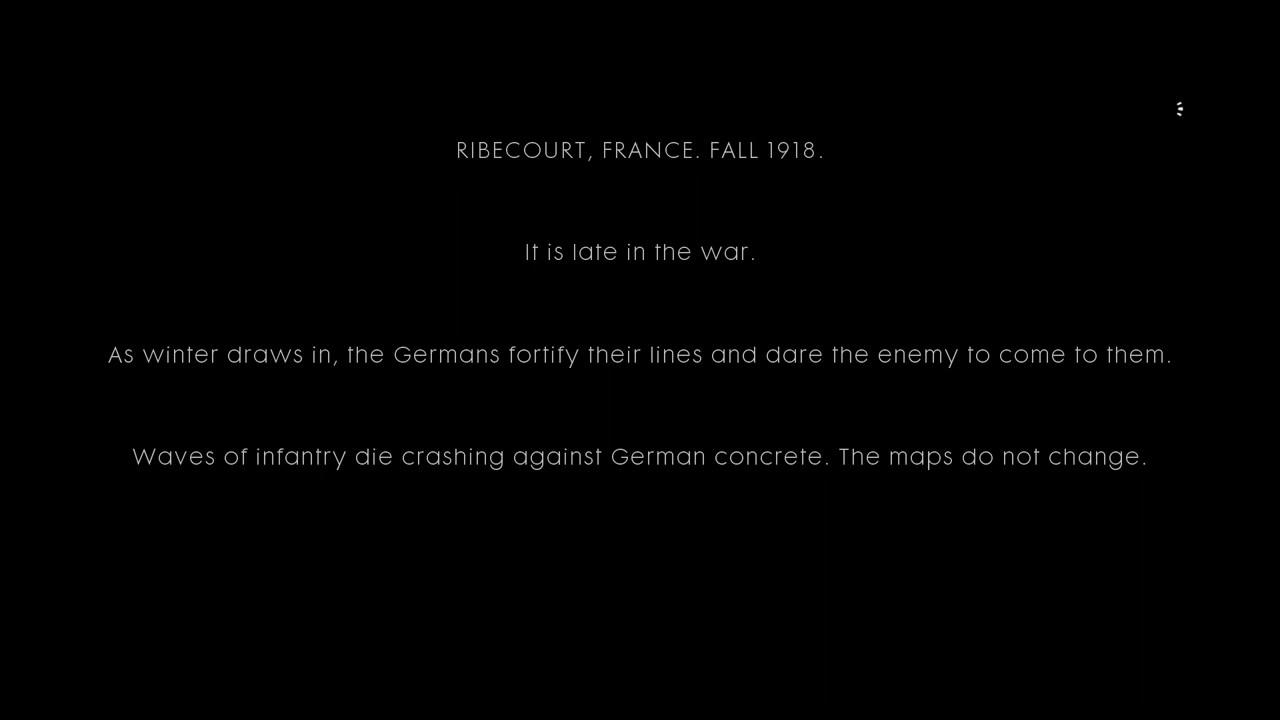 RIBECOURT, FRANCE. FALL 1918.
It is late in the war.
As winter draws in, the Germans fortify their lines and dare the enemy to come to them.
Waves of infantry die crashing against German concrete. The maps do not change.